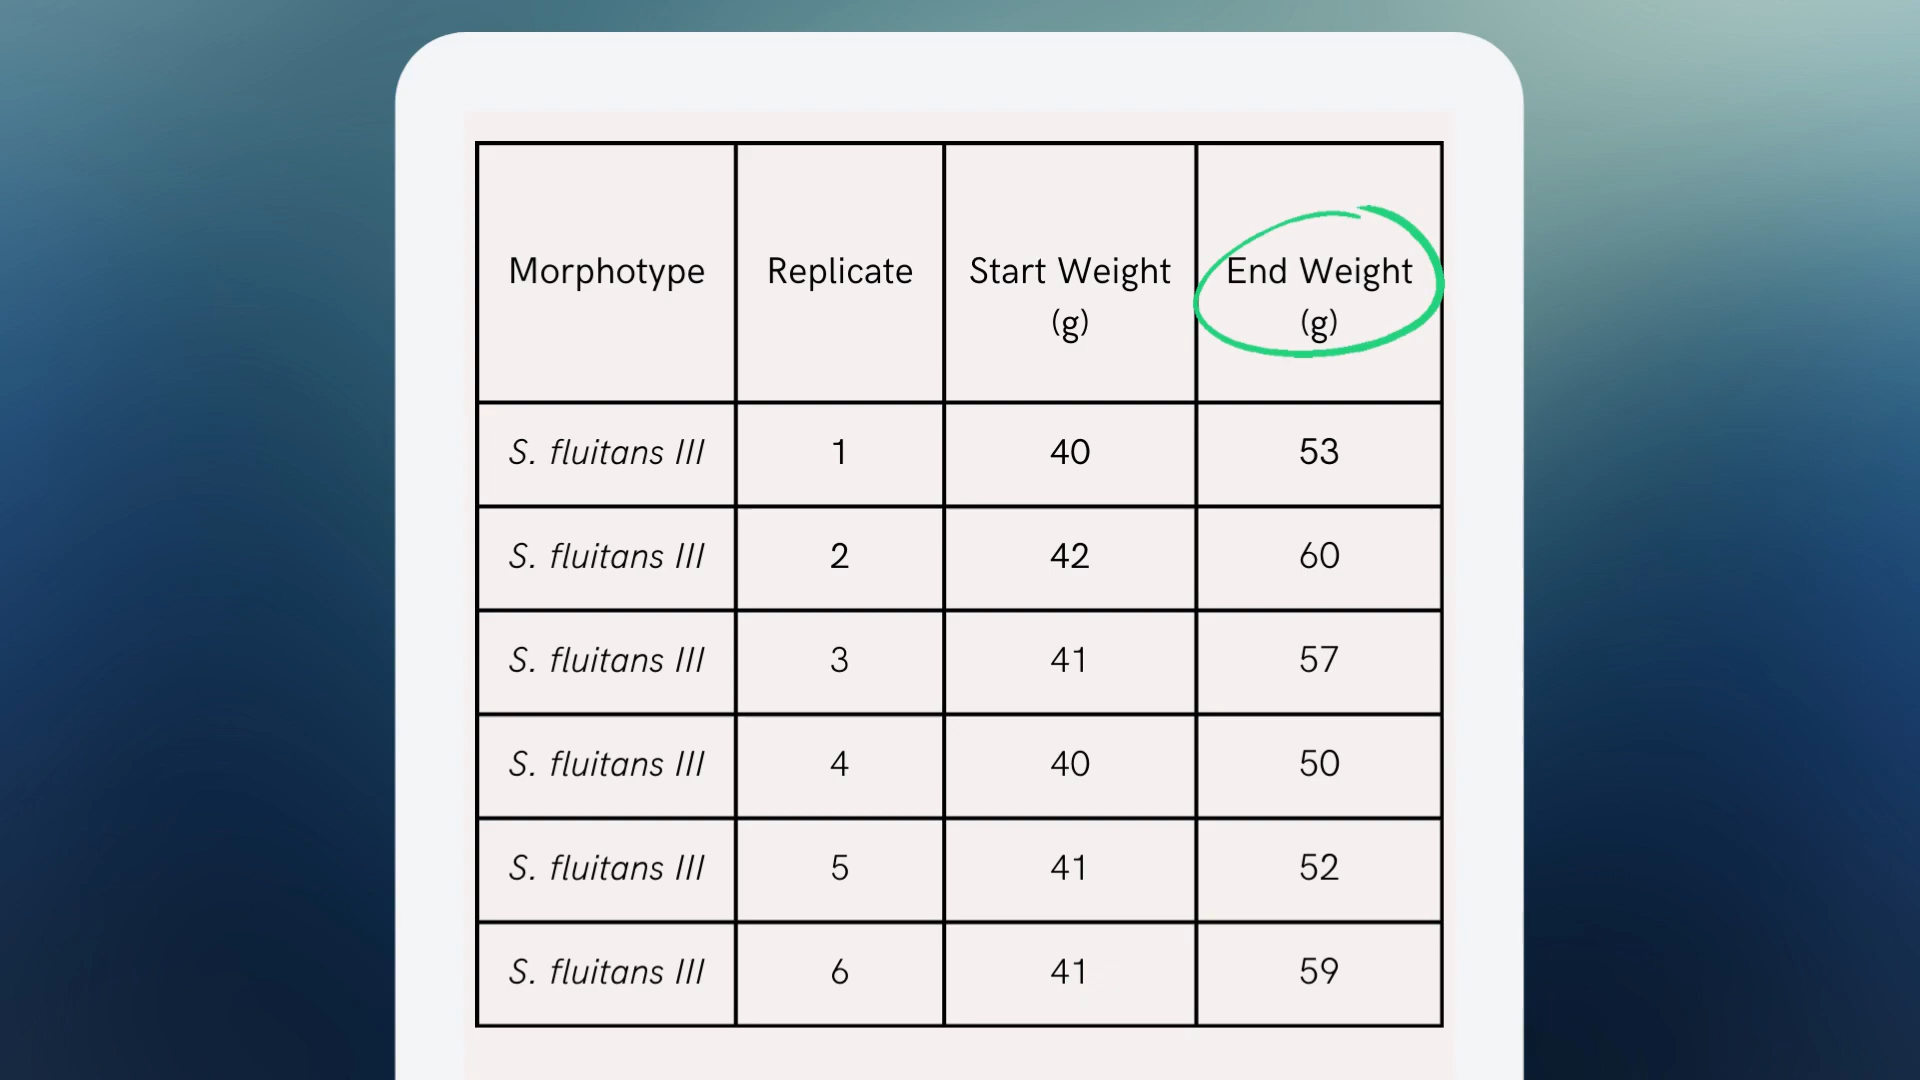 Morphotype Replicate Start Weight (g) End Weight (g)
S. fluitans III 1 40 53
S. fluitans III 2 42 60
S. fluitans III 3 41 57
S. fluitans III 4 40 50
S. fluitans III 5 41 52
S. fluitans III 6 41 59